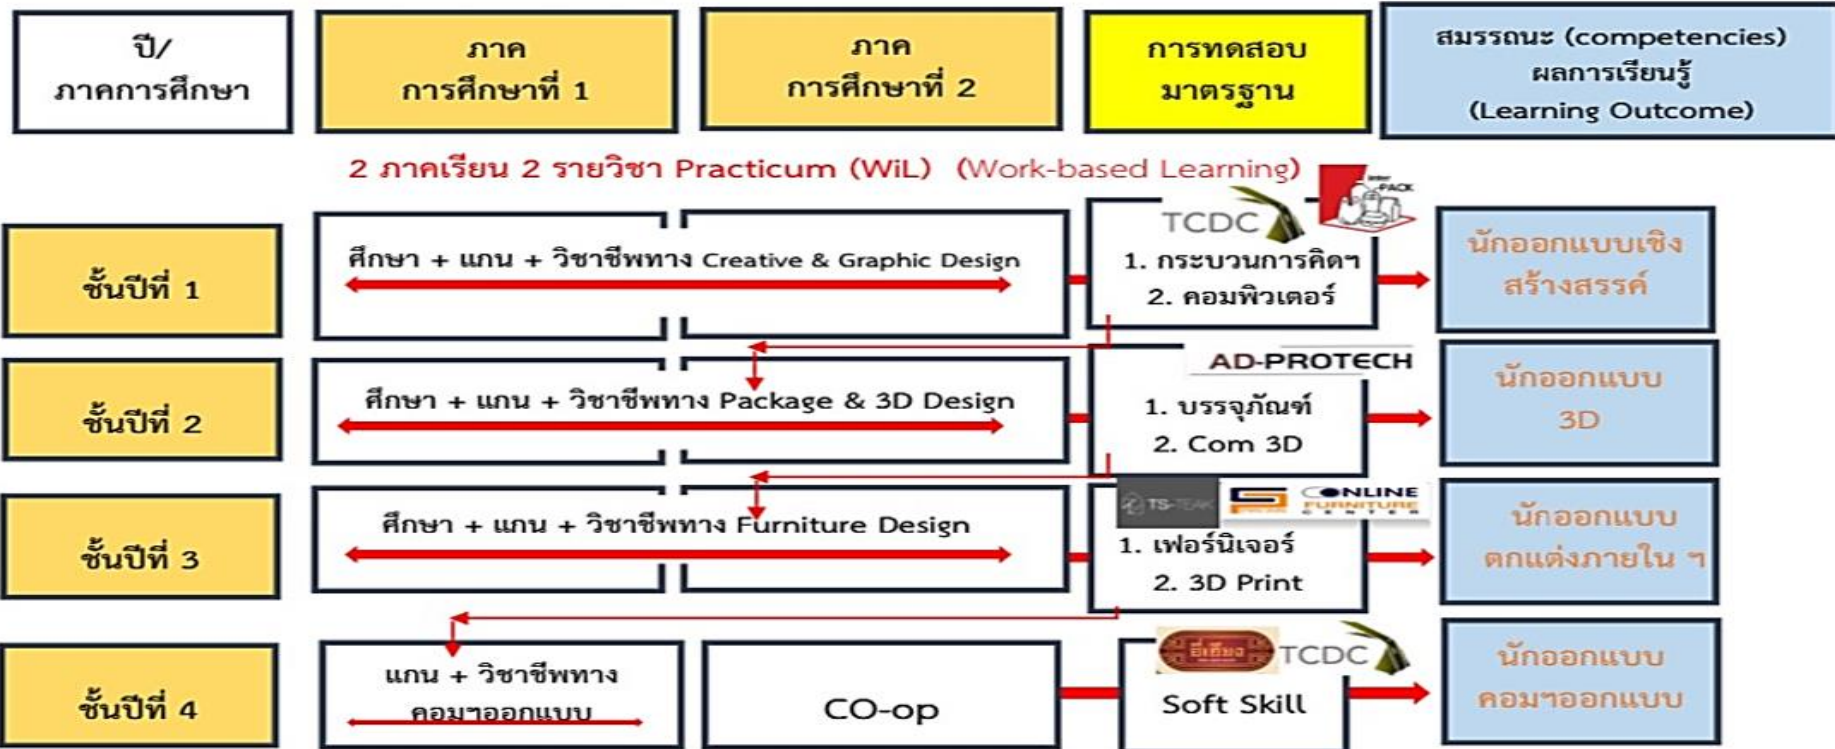 ปี/
ภาคการศึกษา
ภาค
การศึกษาที่ 1
ภาค
การศึกษาที่ 2
การทดสอบ
มาตรฐาน
สมรรถนะ (competencies)
ผลการเรียนรู้
(Learning Outcome)
2 ภาคเรียน 2 รายวิชา Practicum (WiL) (Work-based Learning)
PACK
ชั้นปีที่ 1
ศึกษา + แกน + วิชาชีพทาง Creative & Graphic Design
TCDC
1. กระบวนการคิดฯ
2. คอมพิวเตอร์
นักออกแบบเชิง
สร้างสรรค์
ชั้นปีที่ 2
ศึกษา + แกน + วิชาชีพทาง Package & 3D Design
AD-PROTECH
1. บรรจุภัณฑ์
2. Com 3D
นักออกแบบ
3D
ชั้นปีที่ 3
ศึกษา + แกน + วิชาชีพทาง Furniture Design
TS-TEAK
ONLINE
FURNITURE
CENTER
1. เฟอร์นิเจอร์
2. 3D Print
นักออกแบบ
ตกแต่งภายใน ฯ
ชั้นปีที่ 4
แกน + วิชาชีพทาง
คอมฯออกแบบ
CO-op
TCDC
Soft Skill
นักออกแบบ
คอมฯออกแบบ